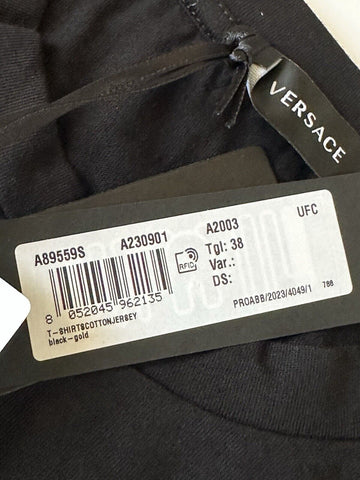 VERSACE
A89559S A230901 A2003 UFC
RFID
Tgl: 38
Var.:
DS:
8 052045 962135
PROABB/2023/4049/1 786
T-SHIRT$COTTONJERSEY
black-gold